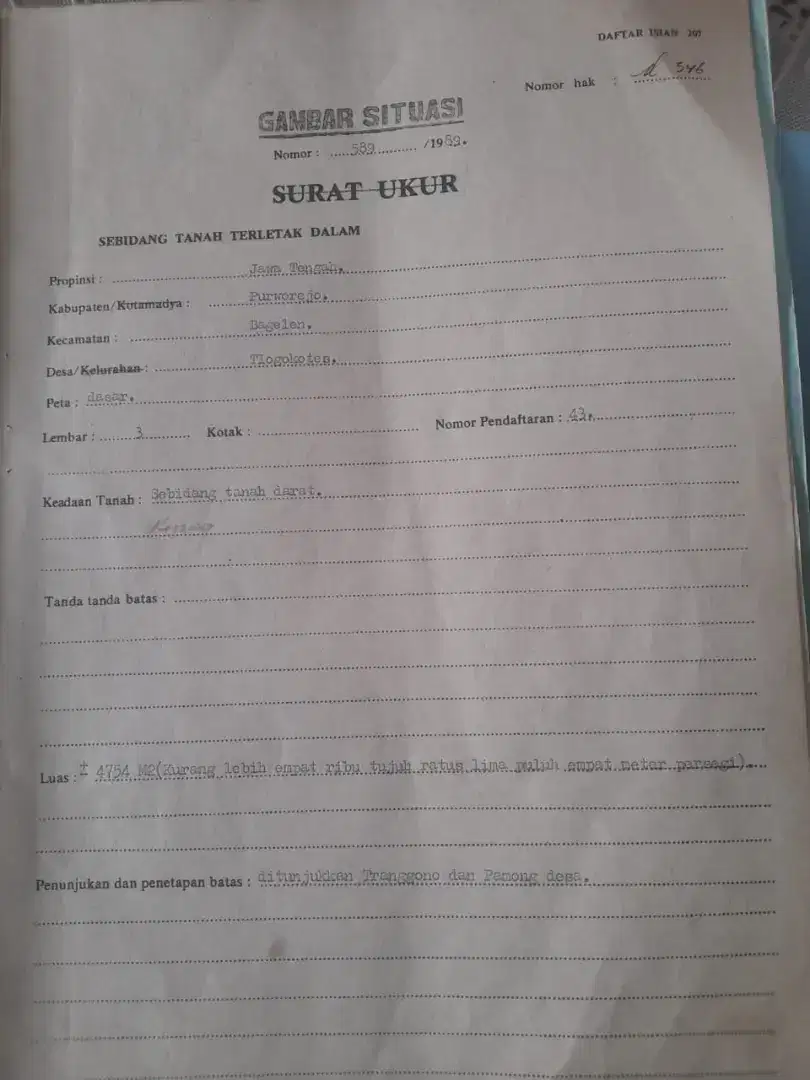 DAFTAR ISIAN 207
Nomor hak : M 546
GAMBAR SITUASI
Nomor : 589 /1989.
SURAT UKUR
SEBIDANG TANAH TERLETAK DALAM
Propinsi : Jawa Tengah.
Kabupaten/Kotamadya : Purworejo.
Kecamatan : Bagelen.
Desa/Kelurahan : Tlogokoten.
Peta : dasar.
Lembar : 3 Kotak : Nomor Pendaftaran : 43.
Keadaan Tanah : Sebidang tanah darat.
Tanda tanda batas :
Luas : ± 4754 M2(Kurang lebih empat ribu tujuh ratus lima puluh empat meter persegi).
Penunjukan dan penetapan batas : ditunjukkan Tranggono dan Pamong desa.